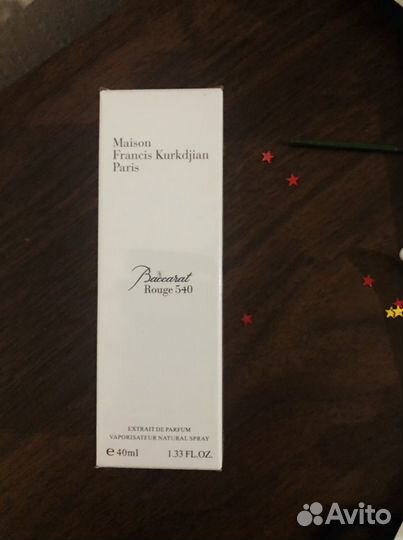 Maison
Francis Kurkdjian
Paris
Baccarat
Rouge 540
EXTRAIT DE PARFUM
VAPORISATEUR NATURAL SPRAY
e 40ml 1.33 FL.OZ.
Avito